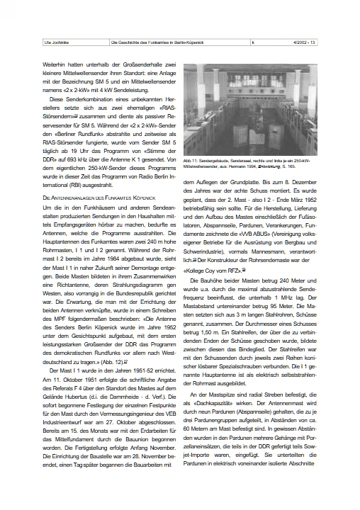 Uta Jochimke
Die Geschichte des Funkamtes in Berlin-Köpenick
k
#/2002 - 13
Weiterhin hatten unterhalb der Großsenderhalle zwei
kleinere Mittelwellensender ihren Standort: eine Anlage
mit der Bezeichnung SM 5 und ein Mittelwellensender
namens «2 x 2-kW» mit 4 kW Sendeleistung.
Diese Senderkombination eines unbekannten Her-
stellers setzte sich aus zwei ehemaligen «RIAS-
Störsendern» zusammen und diente als passiver Re-
servesender für SM 5. Während der «2 x 2-kW» den
den «Berliner Rundfunk» abstrahlte und zeitweise als
RIAS-Störsender fungierte, wurde vom Sender SM 5
täglich ab 19 Uhr das Programm von «Stimme der
DDR» auf 693 kHz über die Antenne K 1 gesendet. Von
dem eigentlichen 250-kW-Sender dieses Programms
wurde in dieser Zeit das Programm von Radio Berlin In-
ternational (RBI) ausgestrahlt.
DIE ANTENNENANLAGEN DES FUNKAMTES KÖPENICK
Um die in den Funkhäusern und anderen Sendean-
stalten produzierten Sendungen in den Haushalten mit-
tels Empfangsgeräten hörbar zu machen, bedurfte es
Antennen, welche die Programme ausstrahlten. Die
Hauptantennen des Funkamtes waren zwei 240 m hohe
Rohrmasten, I 1 und I 2 genannt. Während der Rohr-
mast I 2 bereits im Jahre 1984 abgebaut wurde, sieht
der Mast I 1 in naher Zukunft seiner Demontage entge-
gen. Beide Masten bildeten in ihrem Zusammenwirken
eine Richtantenne, deren Strahlungsdiagramm gen
Westen, also vorrangig in die Bundesrepublik gerichtet
war. Die Erwartung, die man mit der Errichtung der
beiden Antennen verknüpfte, wurde in einem Schreiben
des MPF folgendermaßen beschrieben: «Die Antenne
des Senders Berlin Köpenick wurde im Jahre 1952
unter dem Gesichtspunkt aufgebaut, mit dem ersten
leistungsstarken Großsender der DDR das Programm
des demokratischen Rundfunks vor allem nach West-
deutschland zu tragen.» (Abb. 12)
Der Mast I 1 wurde in den Jahren 1951-52 errichtet.
Am 11. Oktober 1951 erfolgte die schriftliche Angabe
des Referats F 4 über den Standort des Mastes auf dem
Gelände Hubertus (d.i. die Dammheide - d. Verf.). Die
sofort begonnene Festlegung der einzelnen Festpunkte
für den Mast durch den Vermessungsingenieur des VEB
Industrieentwurf war am 27. Oktober abgeschlossen.
Bereits am 15. des Monats war mit den Erdarbeiten für
das Mittelfundament durch die Bauunion begonnen
worden. Die Fertigstellung erfolgte Anfang November.
Die Einrichtung der Baustelle war am 28. November be-
endet, einen Tag später begannen die Bauarbeiten mit
Abb 11: Sendergebäude, Sendersaal, rechts und links je ein 250-kW-
Mittelwellensender, aus: Hermann 1954, S. 165.
dem Auflegen der Grundplatte. Bis zum 8. Dezember
des Jahres war der achte Schuss montiert. Es wurde
geplant, dass der 2. Mast - also I 2 - Ende März 1952
betriebsfähig sein sollte. Für die Herstellung, Lieferung
und den Aufbau des Mastes einschließlich der Fußiso-
latoren, Abspannseile, Pardunen, Verankerungen, Fun-
damente zeichnete die «VVB ABUS» (Vereinigung volks-
eigener Betriebe für die Ausrüstung von Bergbau und
Schwerindustrie), vormals Mannesmann, verantwort-
lich. Der Konstrukteur der Rohrsendemaste war der
«Kollege Coy vom RFZ».
Die Bauhöhe beider Masten betrug 240 Meter und
wurde u.a. durch die maximal abzustrahlende Sende-
frequenz beeinflusst, die unterhalb 1 MHz lag. Der
Mastabstand untereinander betrug 95 Meter. Die Ma-
sten setzten sich aus 3 m langen Stahlrohren, Schüsse
genannt, zusammen. Der Durchmesser eines Schusses
betrug 1,50 m. Ein Stahlreifen, der über die zu verbin-
denden Enden der Schüsse geschoben wurde, bildete
zwischen diesen das Bindeglied. Der Stahlreifen war
mit den Schussenden durch jeweils zwei Reihen koni-
scher lösbarer Spezialschrauben verbunden. Die I 1 ge-
nannte Hauptantenne ist als elektrisch selbststrahlen-
der Rohrmast ausgebildet.
An der Mastspitze sind radial Streben befestigt, die
als «Dachkapazität» wirken. Der Antennenmast wird
durch neun Pardunen (Abspannseile) gehalten, die zu je
drei Pardunengruppen aufgeteilt, in Abständen von ca.
60 Metern am Mast befestigt sind. In gewissen Abstän-
den wurden in den Pardunen mehrere Gehänge mit Por-
zellaneinsätzen, die teils in der DDR gefertigt teils Sow-
jet-Importe waren, eingefügt. Sie unterteilten die
Pardunen in elektrisch voneinander isolierte Abschnitte